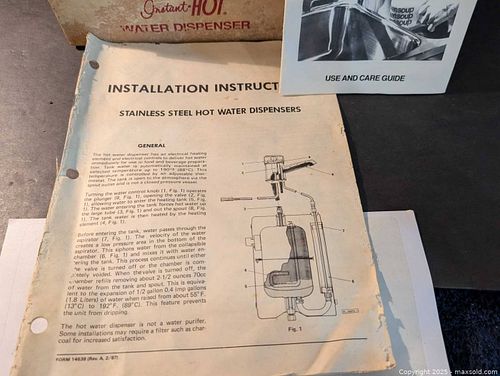 Instant-HOT
WATER DISPENSER
soup
USE AND CARE GUIDE
INSTALLATION INSTRUCT
STAINLESS STEEL HOT WATER DISPENSERS
GENERAL
The hot water dispenser has an electrical heating
element and electrical controls to deliver hot water
immediately for use to food and beverage prepara-
tion. Tank water is automatically maintained at
selected temperature up to 190°F (88°C). This
temperature is controlled by an adjustable ther-
mostat. The tank is open to the atmosphere via the
spout outlet and is not a closed pressure vessel.
Turning the water control knob (1, Fig. 1) operates
the plunger (9, Fig. 1), opening the valve (2, Fig.
1), allowing water to enter the heating tank (5, Fig.
1). The water entering the tank forces hot water up
the large tube (3, Fig. 1) and out the spout (8, Fig.
1). The tank water is then heated by the heating
element (4, Fig. 1).
Before entering the tank, water passes through the
aspirator (7, Fig. 1). The velocity of the water
creates a low pressure area in the bottom of the
aspirator. This siphons water from the collapsible
chamber (6, Fig. 1) and mixes it with water en-
tering the tank. This process continues until either
the valve is turned off or the chamber is com-
pletely voided. When the valve is turned off, the
chamber refills removing about 2-1/2 ounces 70cc
of water from the tank and spout. This is equiva-
lent to the expansion of 1/2 gallon 0.4 Imp gallons
(1.8 Liters) of water when raised from about 55°F.
(13°C) to 192°F. (89°C). This feature prevents
the unit from dripping.
The hot water dispenser is not a water purifier.
Some installations may require a filter such as char-
coal for increased satisfaction.
Fig. 1
FORM 14638 (Rev. A, 2/87)
Copyright 2025 - maxsold.com